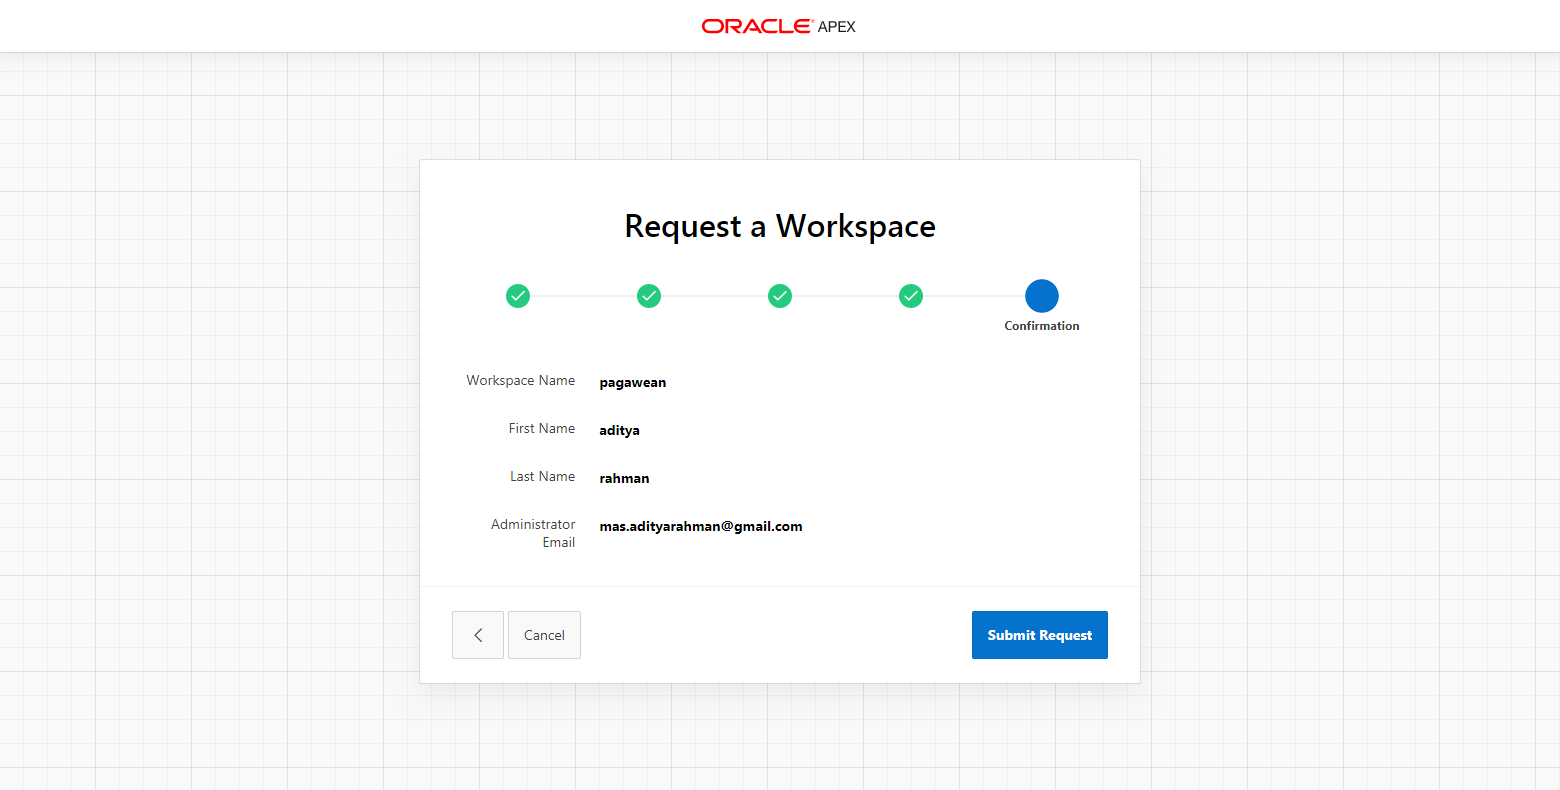 ORACLE APEX
Request a Workspace
Confirmation
Workspace Name pagawean
First Name aditya
Last Name rahman
Administrator Email mas.adityarahman@gmail.com
Cancel
Submit Request